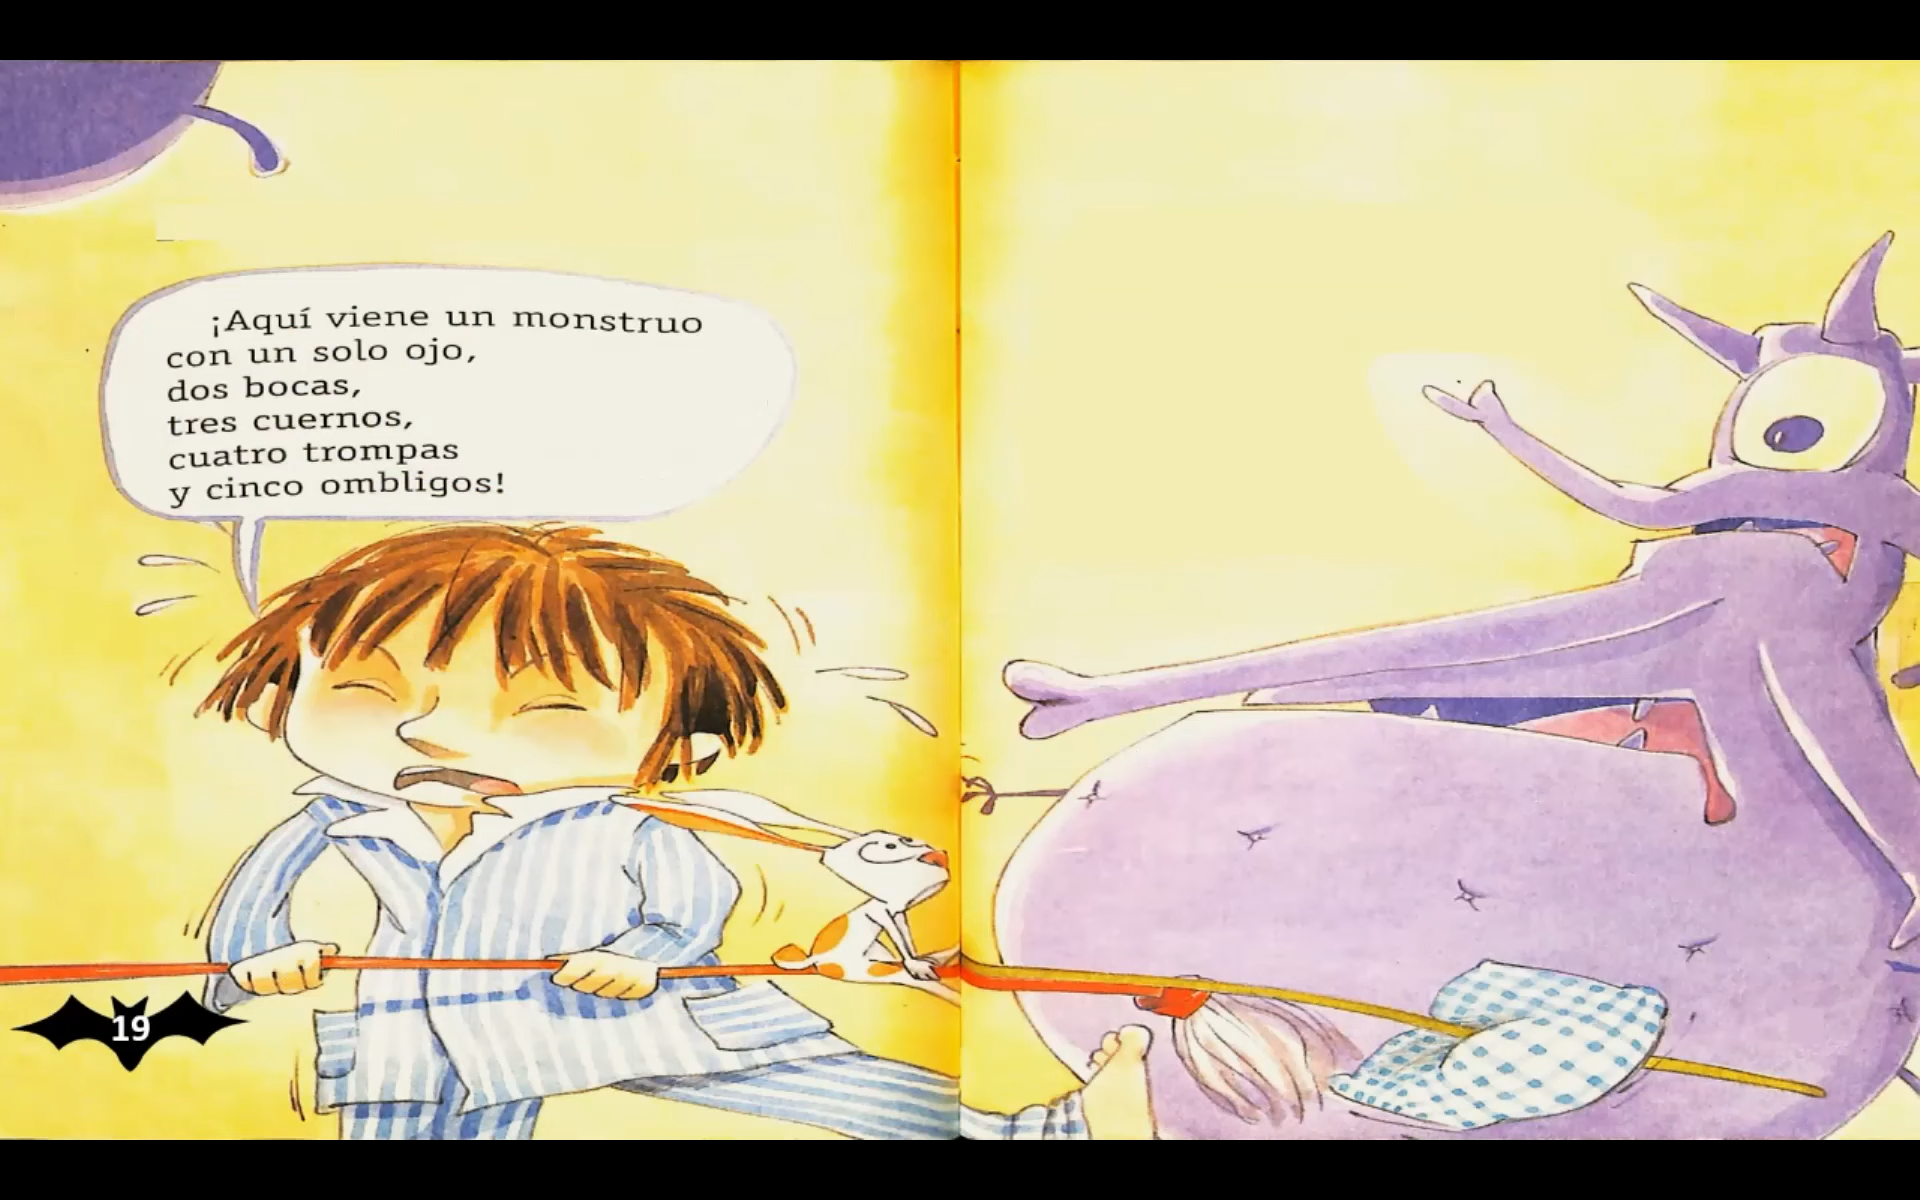 ¡Aquí viene un monstruo
con un solo ojo,
dos bocas,
tres cuernos,
cuatro trompas
y cinco ombligos!
19